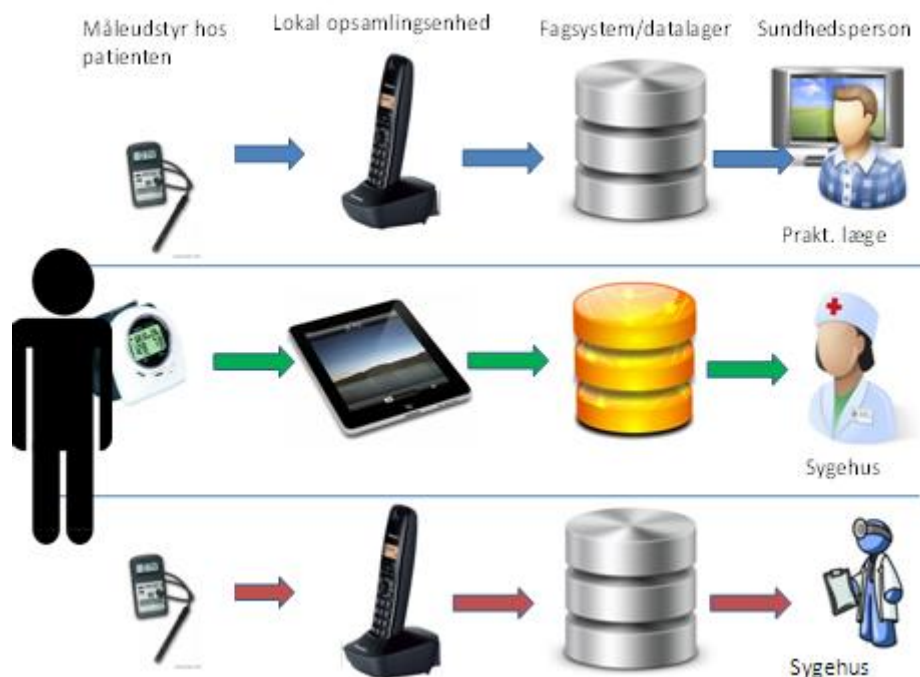 Måleudstyr hos
patienten
Lokal opsamlingsenhed
Fagsystem/datalager
Sundhedsperson
Prakt. læge
Sygehus
Sygehus